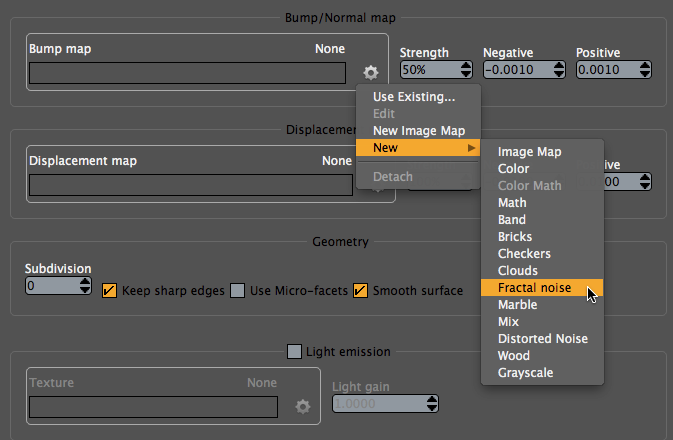 Bump/Normal map
Bump map None Strength Negative Positive
50% -0.0010 0.0010
Use Existing...
Edit
New Image Map
Displacemen New
Displacement map None Image Map
Color
Detach Color Math
Math
Band
Geometry Bricks
Checkers
Subdivision Clouds
0 Keep sharp edges Use Micro-facets Smooth surface Fractal noise
Marble
Mix
Light emission Distorted Noise
Wood
Texture None Light gain Grayscale
1.0000